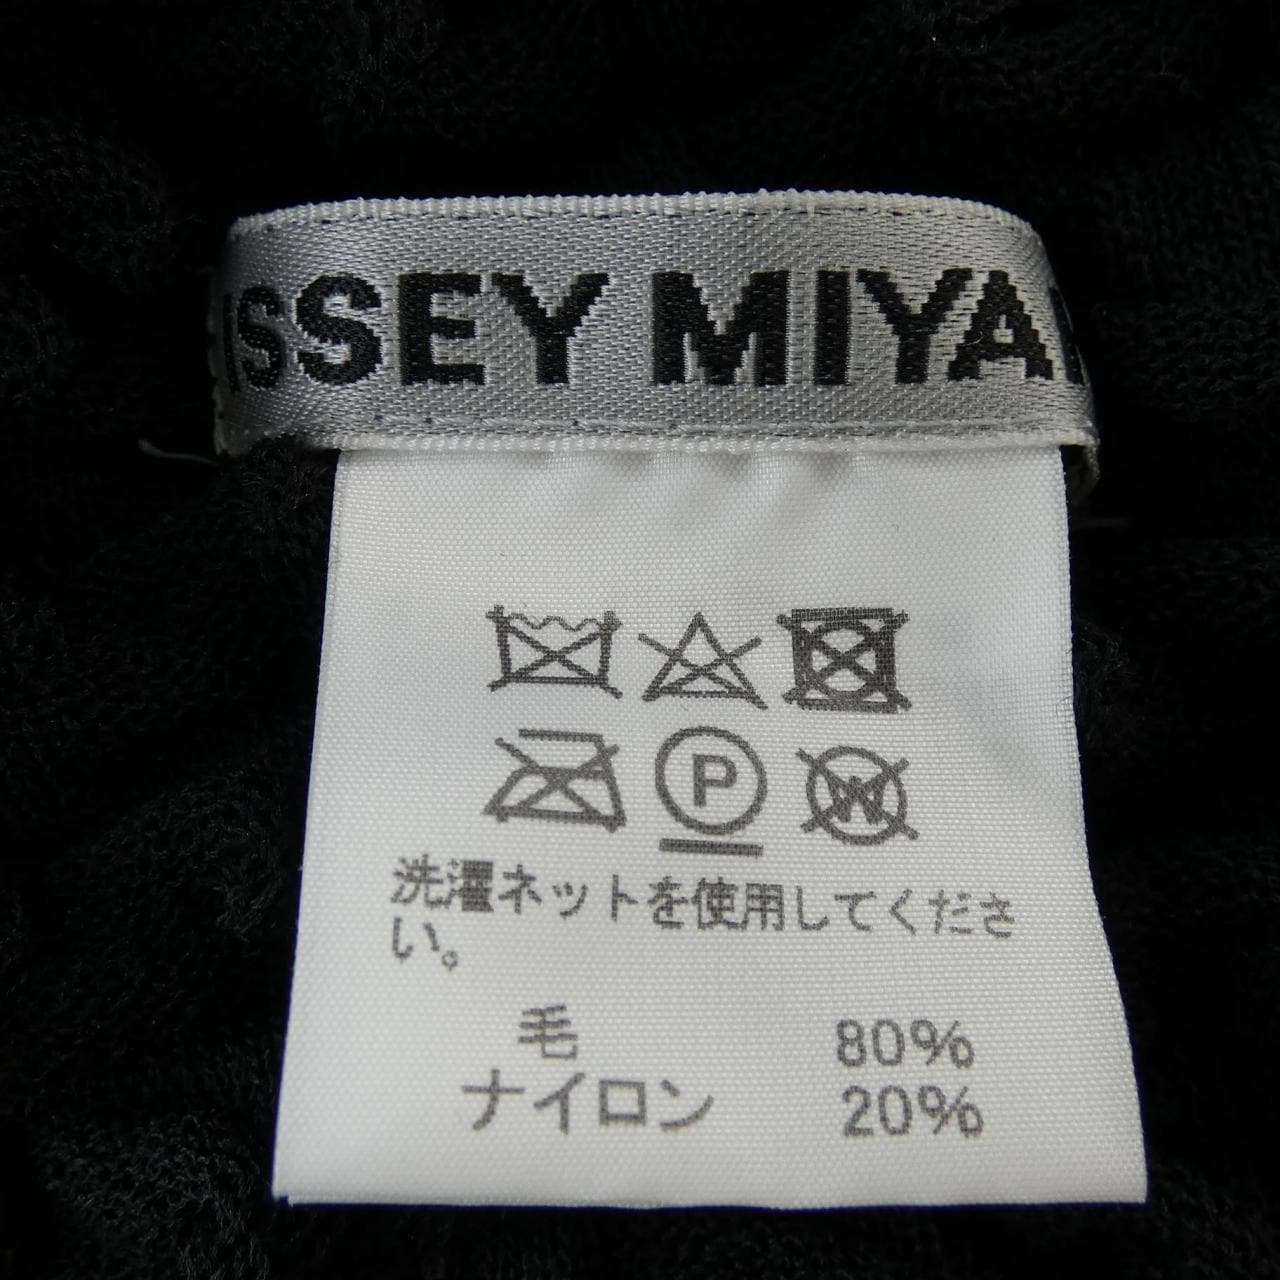 ISSEY MIYA
P
W
洗濯ネットを使用してくださ
い。
毛 80%
ナイロン 20%